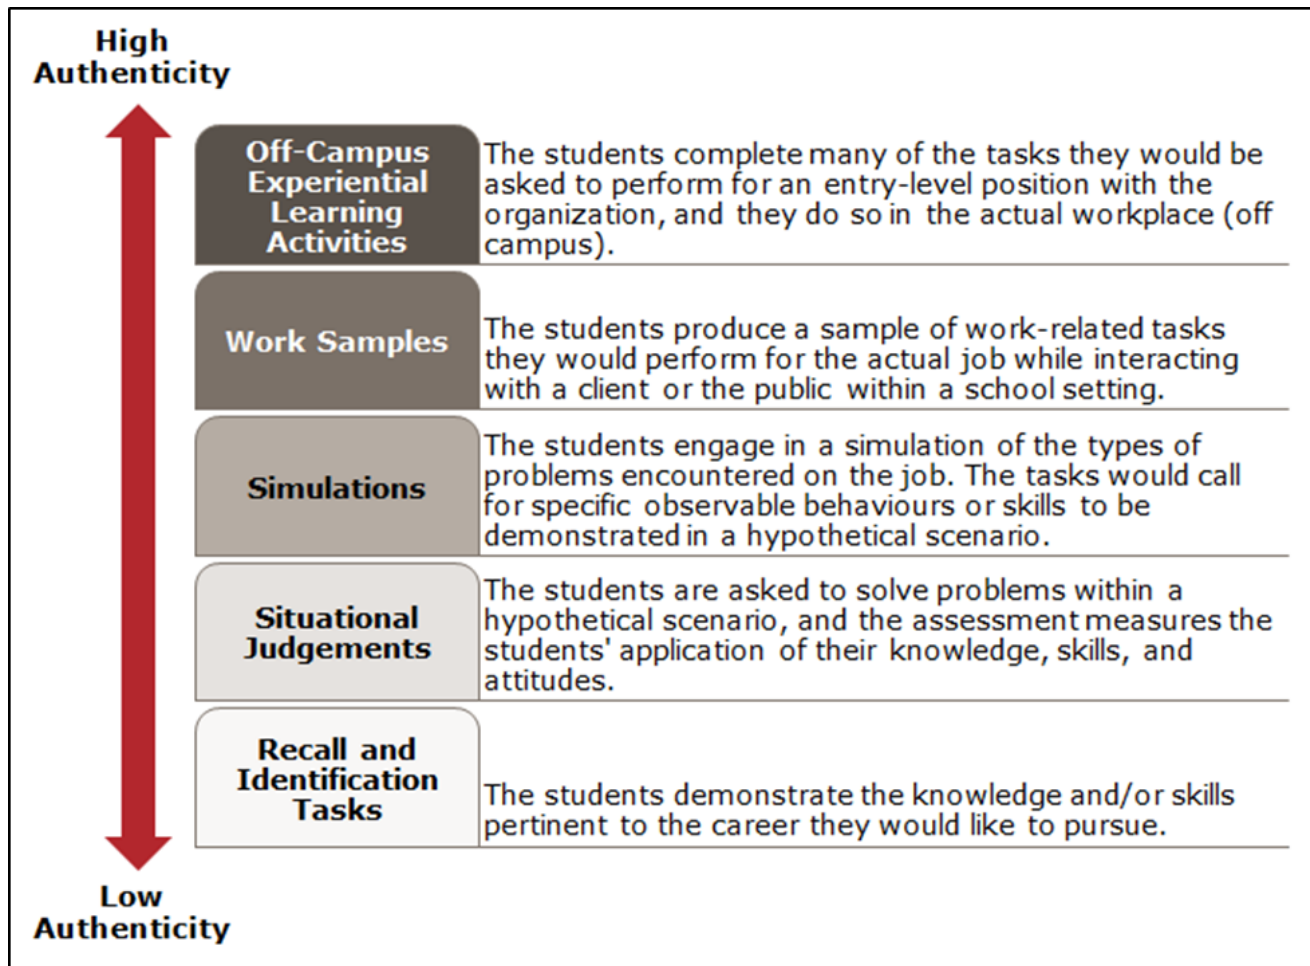 High
Authenticity
Off-Campus
Experiential
Learning
Activities
The students complete many of the tasks they would be
asked to perform for an entry-level position with the
organization, and they do so in the actual workplace (off
campus).
Work Samples
The students produce a sample of work-related tasks
they would perform for the actual job while interacting
with a client or the public within a school setting.
Simulations
The students engage in a simulation of the types of
problems encountered on the job. The tasks would call
for specific observable behaviours or skills to be
demonstrated in a hypothetical scenario.
Situational
Judgements
The students are asked to solve problems within a
hypothetical scenario, and the assessment measures the
students' application of their knowledge, skills, and
attitudes.
Recall and
Identification
Tasks
The students demonstrate the knowledge and/or skills
pertinent to the career they would like to pursue.
Low
Authenticity